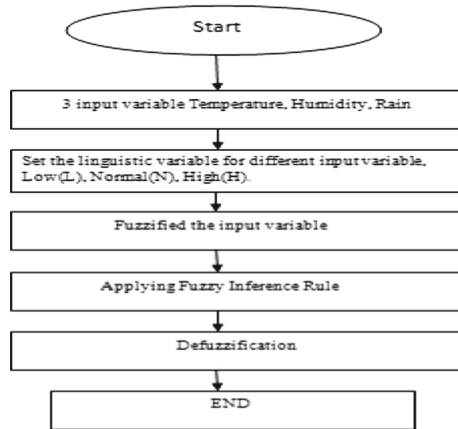 Start
3 input variable Temperature, Humidity, Rain
Set the linguistic variable for different input variable,
Low(L), Normal(N), High(H).
Fuzzified the input variable
Applying Fuzzy Inference Rule
Defuzzification
END